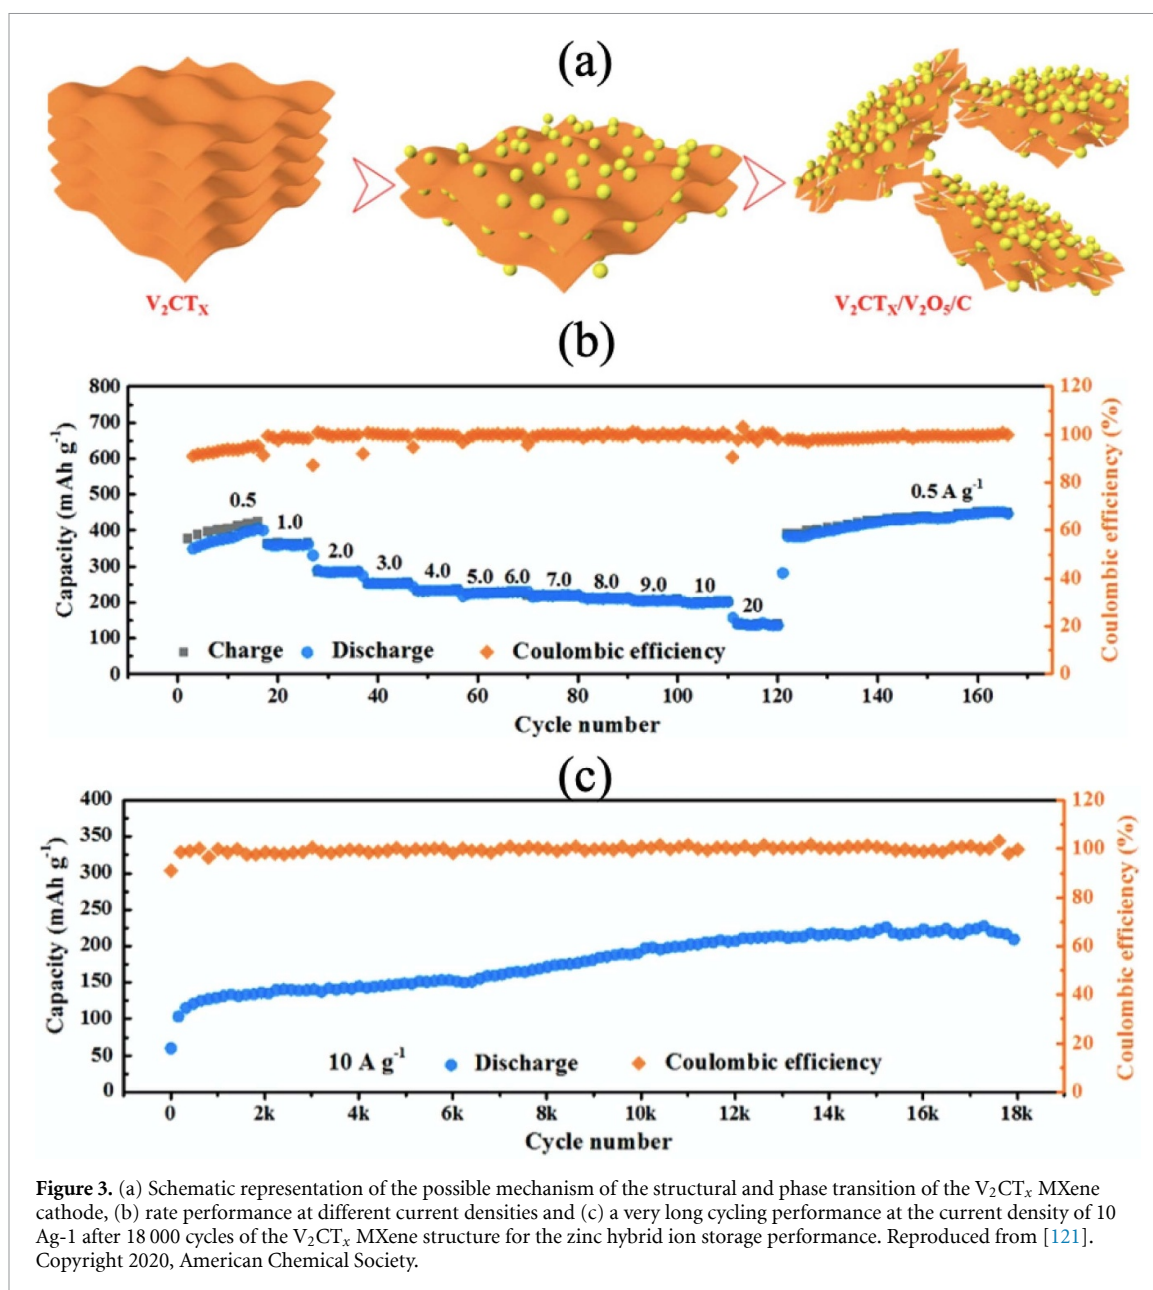 (a)
V₂CTX
V₂CTX/V₂O₅/C
(b)
Capacity (mAh g⁻¹)
800
700
600
500
400
300
200
100
0
0.5
1.0
2.0
3.0
4.0
5.0
6.0
7.0
8.0
9.0
10
20
0.5 A g⁻¹
Charge
Discharge
Coulombic efficiency
120
100
80
60
40
20
0
Coulombic efficiency (%)
0
20
40
60
80
100
120
140
160
Cycle number
(c)
Capacity (mAh g⁻¹)
400
350
300
250
200
150
100
50
0
10 A g⁻¹
Discharge
Coulombic efficiency
120
100
80
60
40
20
0
Coulombic efficiency (%)
0
2k
4k
6k
8k
10k
12k
14k
16k
18k
Cycle number
Figure 3. (a) Schematic representation of the possible mechanism of the structural and phase transition of the V₂CTₓ MXene
cathode, (b) rate performance at different current densities and (c) a very long cycling performance at the current density of 10
Ag-1 after 18 000 cycles of the V₂CTₓ MXene structure for the zinc hybrid ion storage performance. Reproduced from [121].
Copyright 2020, American Chemical Society.